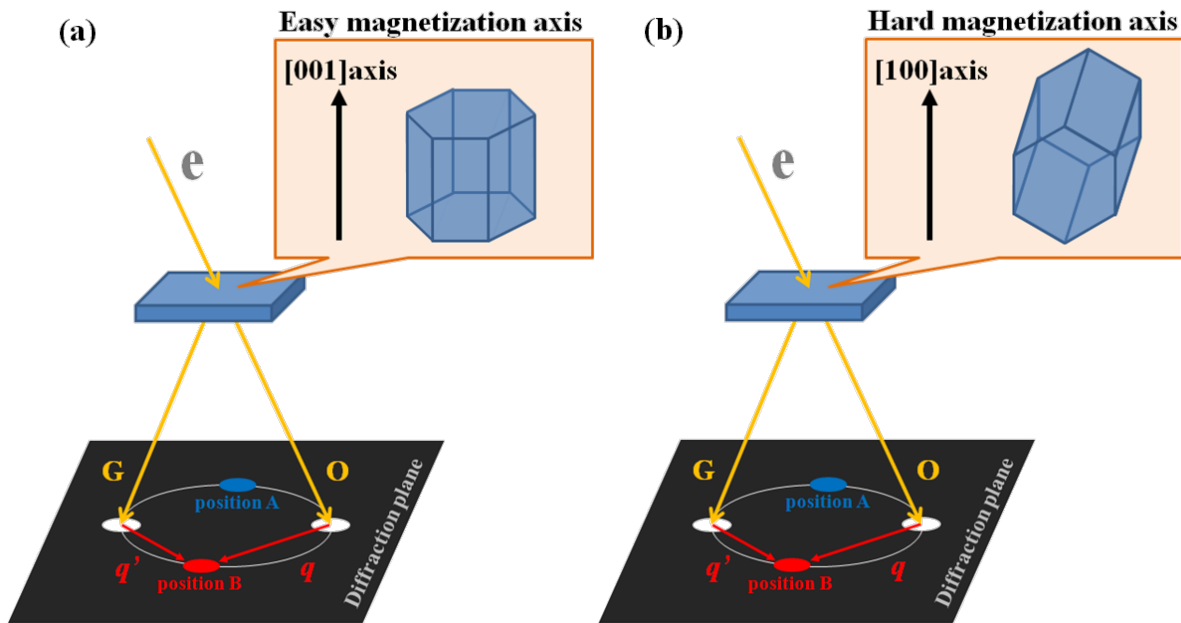 (a)
Easy magnetization axis
[001]axis
e
G
O
position A
q'
position B
q
Diffraction plane
(b)
Hard magnetization axis
[100]axis
e
G
O
position A
q'
position B
q
Diffraction plane